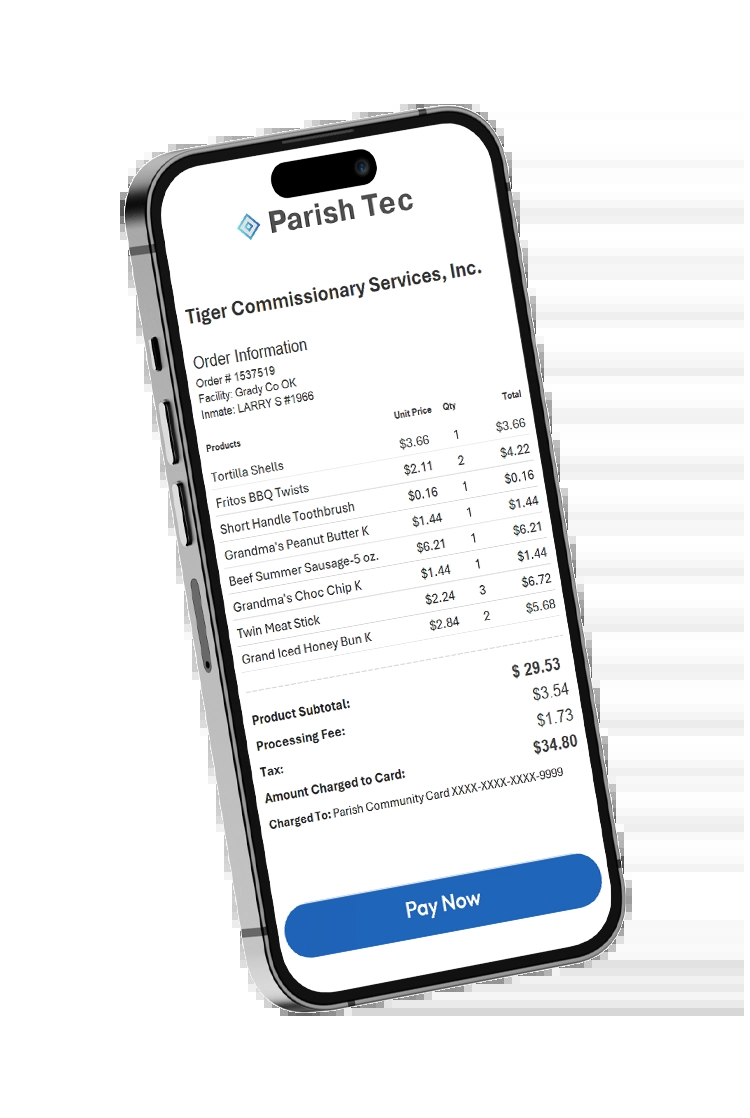 Parish Tec
Tiger Commissionary Services, Inc.
Order Information
Order # 1537519
Facility: Grady Co OK
Inmate: LARRY S #1966
Products Unit Price Qty Total
Tortilla Shells $3.66 1 $3.66
Fritos BBQ Twists $2.11 2 $4.22
Short Handle Toothbrush $0.16 1 $0.16
Grandma's Peanut Butter K $1.44 1 $1.44
Beef Summer Sausage-5 oz. $6.21 1 $6.21
Grandma's Choc Chip K $1.44 1 $1.44
Twin Meat Stick $2.24 3 $6.72
Grand Iced Honey Bun K $2.84 2 $5.68
Product Subtotal: $ 29.53
Processing Fee: $3.54
Tax: $1.73
Amount Charged to Card: $34.80
Charged To: Parish Community Card XXXX-XXXX-XXXX-9999
Pay Now